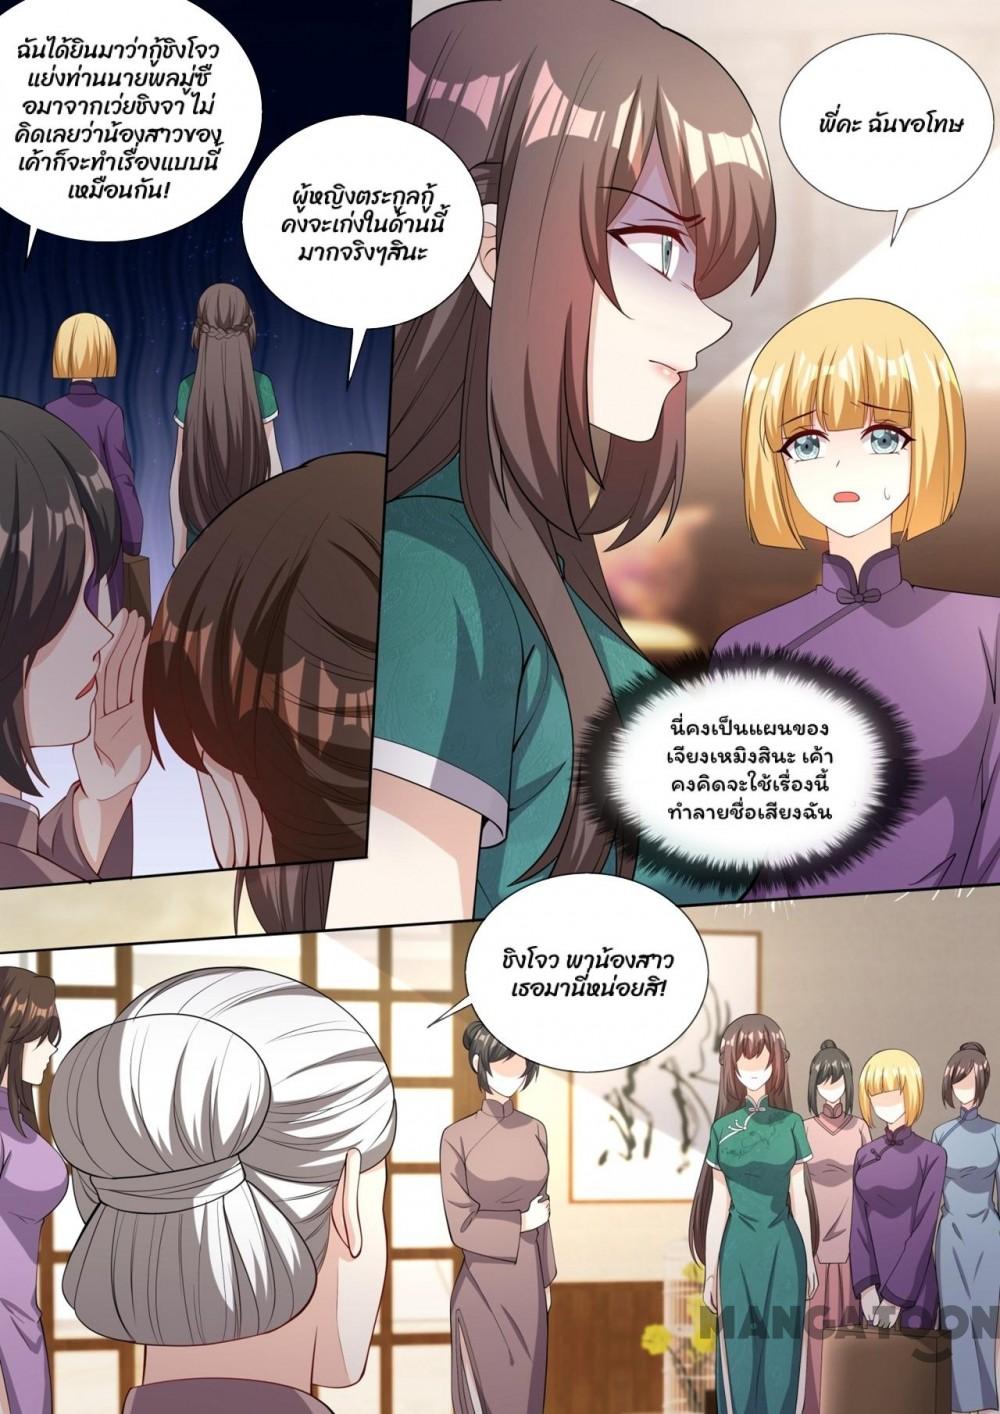 ฉันได้ยินมาว่ากู้ชิงโจว
แย่งท่านนายพลมู่ซื
อมาจากเว่ยชิงจา ไม่
คิดเลยว่าน้องสาวของ
เค้าก็จะทำเรื่องแบบนี้
เหมือนกัน!
ผู้หญิงตระกูลกู้
คงจะเก่งในด้านนี้
มากจริงๆสินะ
พี่คะ ฉันขอโทษ
นี่คงเป็นแผนของ
เจียงเหมิงสินะ เค้า
คงคิดจะใช้เรื่องนี้
ทำลายชื่อเสียงฉัน
ชิงโจว พาน้องสาว
เธอมานี่หน่อยสิ!
MANGATOON